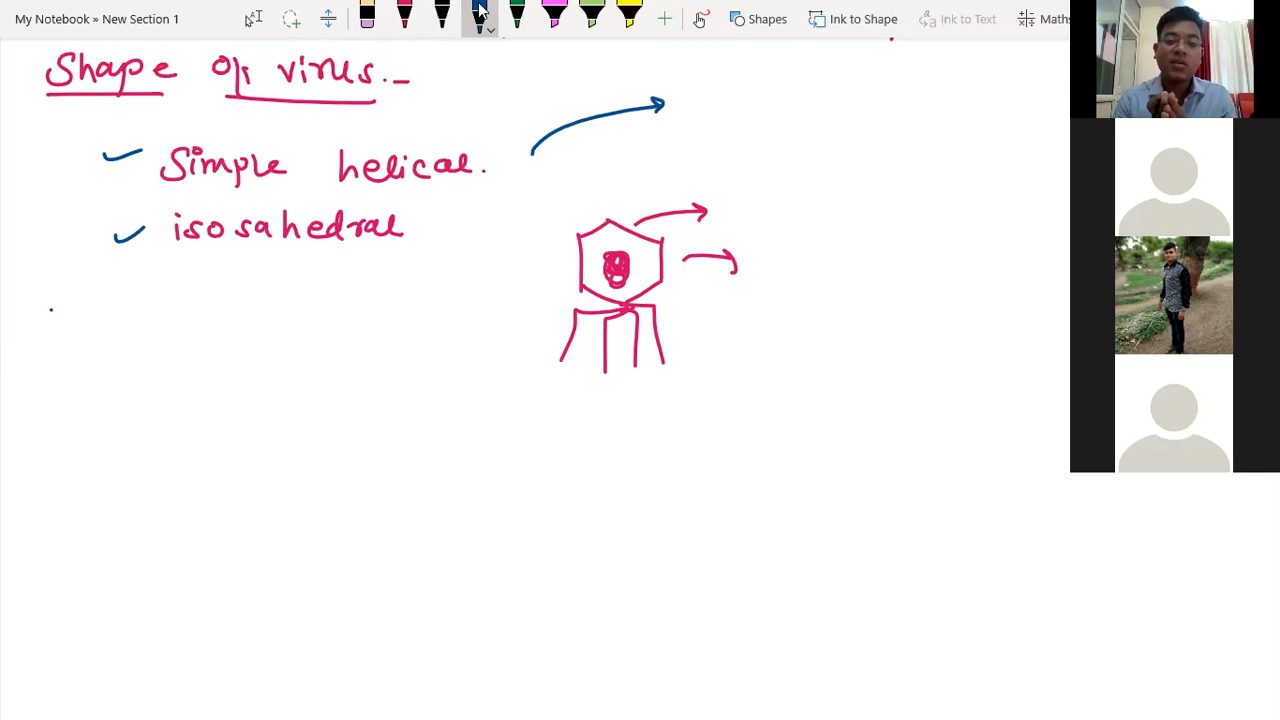 My Notebook » New Section 1
Shapes
Ink to Shape
Ink to Text
Maths
Shape of virus.-
Simple helical.
isosahedral